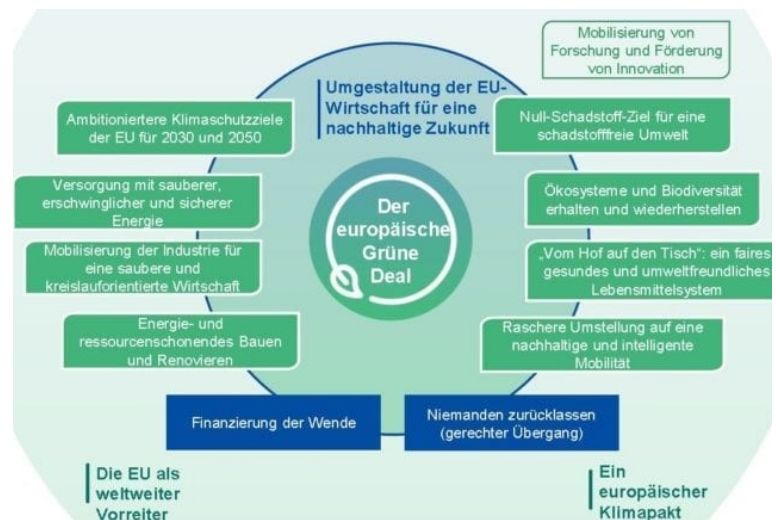 Mobilisierung von
Forschung und Förderung
von Innovation
Umgestaltung der EU-
Wirtschaft für eine
nachhaltige Zukunft
Ambitioniertere Klimaschutzziele
der EU für 2030 und 2050
Null-Schadstoff-Ziel für eine
schadstofffreie Umwelt
Versorgung mit sauberer,
erschwinglicher und sicherer
Energie
Ökosysteme und Biodiversität
erhalten und wiederherstellen
Der
europäische
Grüne
Deal
Mobilisierung der Industrie für
eine saubere und
kreislauforientierte Wirtschaft
„Vom Hof auf den Tisch“: ein faires,
gesundes und umweltfreundliches
Lebensmittelsystem
Energie- und
ressourcenschonendes Bauen
und Renovieren
Raschere Umstellung auf eine
nachhaltige und intelligente
Mobilität
Finanzierung der Wende
Niemanden zurücklassen
(gerechter Übergang)
Die EU als
weltweiter
Vorreiter
Ein
europäischer
Klimapakt